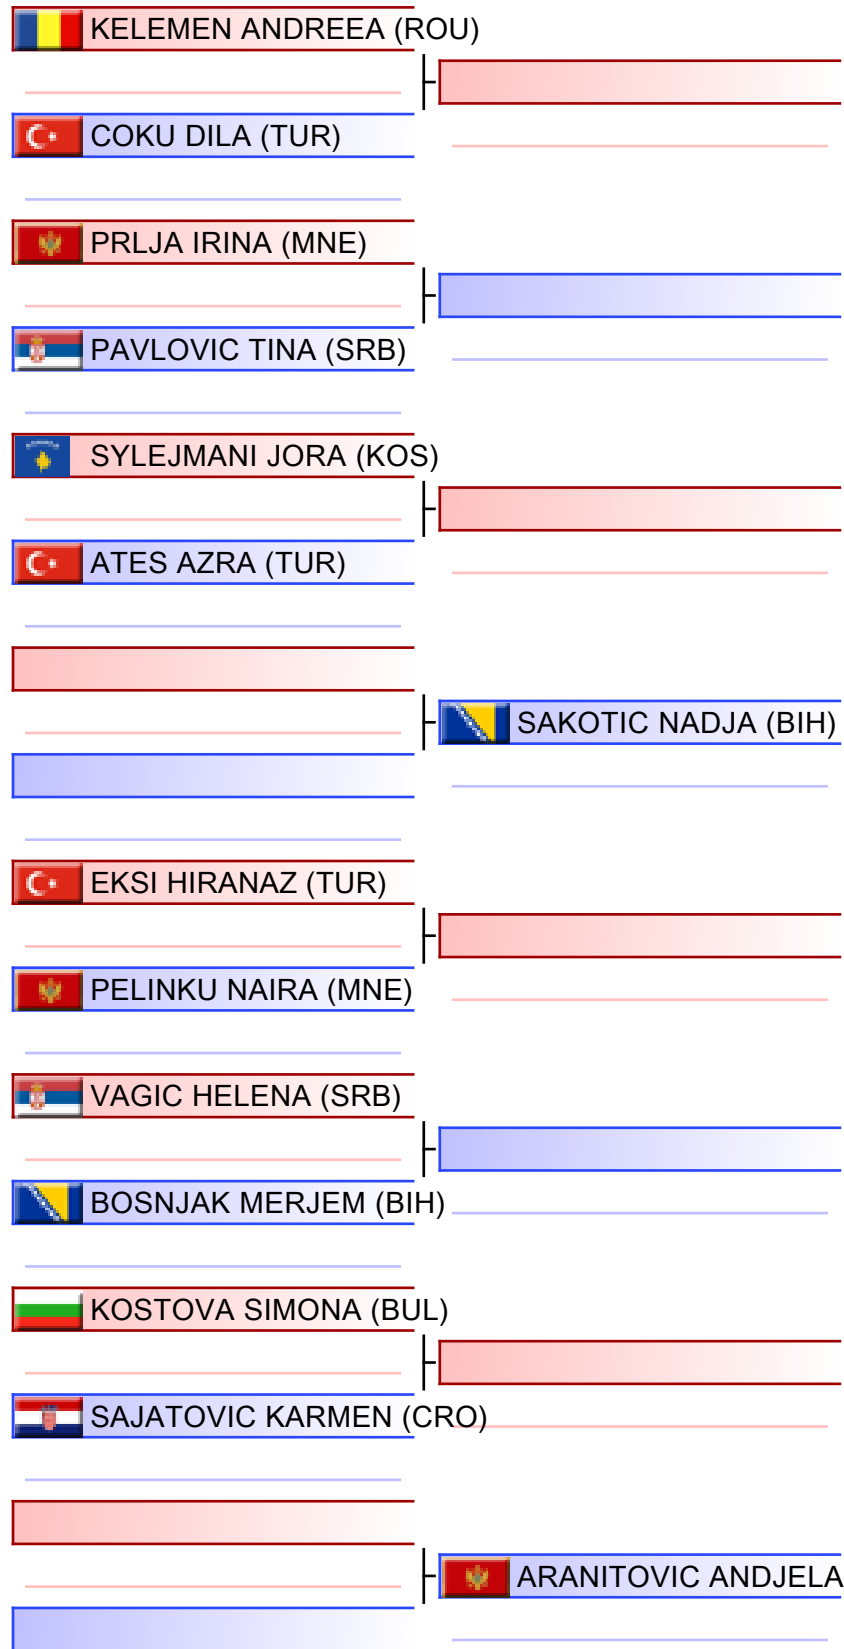 KELEMEN ANDREEA (ROU)
COKU DILA (TUR)
PRLJA IRINA (MNE)
PAVLOVIC TINA (SRB)
SYLEJMANI JORA (KOS)
ATES AZRA (TUR)
SAKOTIC NADJA (BIH)
EKSI HIRANAZ (TUR)
PELINKU NAIRA (MNE)
VAGIC HELENA (SRB)
BOSNJAK MERJEM (BIH)
KOSTOVA SIMONA (BUL)
SAJATOVIC KARMEN (CRO)
ARANITOVIC ANDJELA